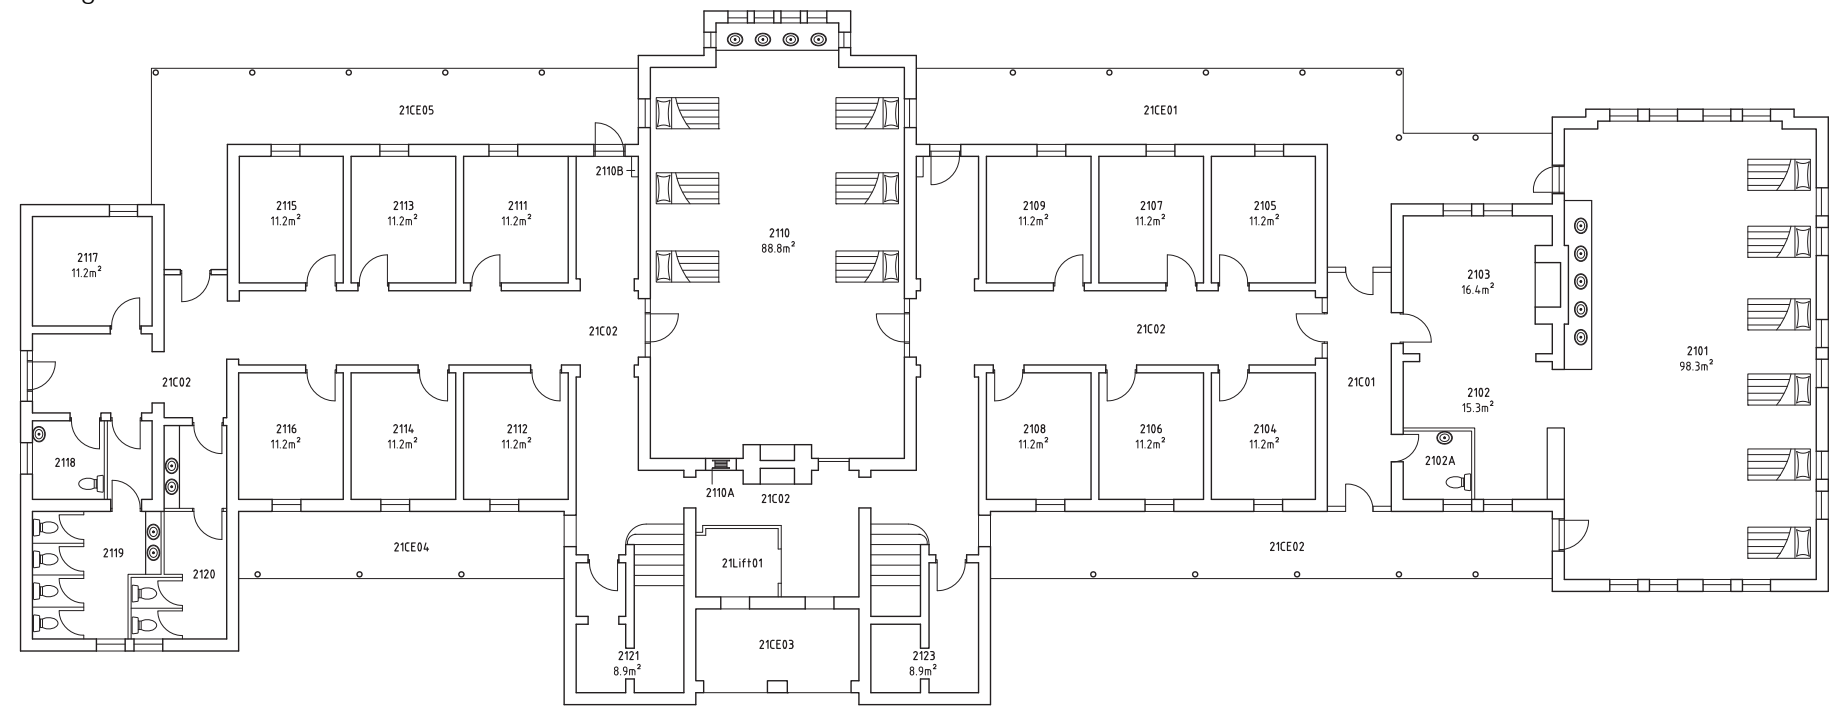 21CE05
21CE01
2110B
2115
11.2m²
2113
11.2m²
2111
11.2m²
2109
11.2m²
2107
11.2m²
2105
11.2m²
2110
88.8m²
2117
11.2m²
2103
16.4m²
21C02
21C02
2101
98.3m²
21C02
21C01
2102
15.3m²
2116
11.2m²
2114
11.2m²
2112
11.2m²
2108
11.2m²
2106
11.2m²
2104
11.2m²
2118
2102A
2110A
21C02
2119
21CE04
21CE02
21Lift01
2120
21CE03
2121
8.9m²
2123
8.9m²